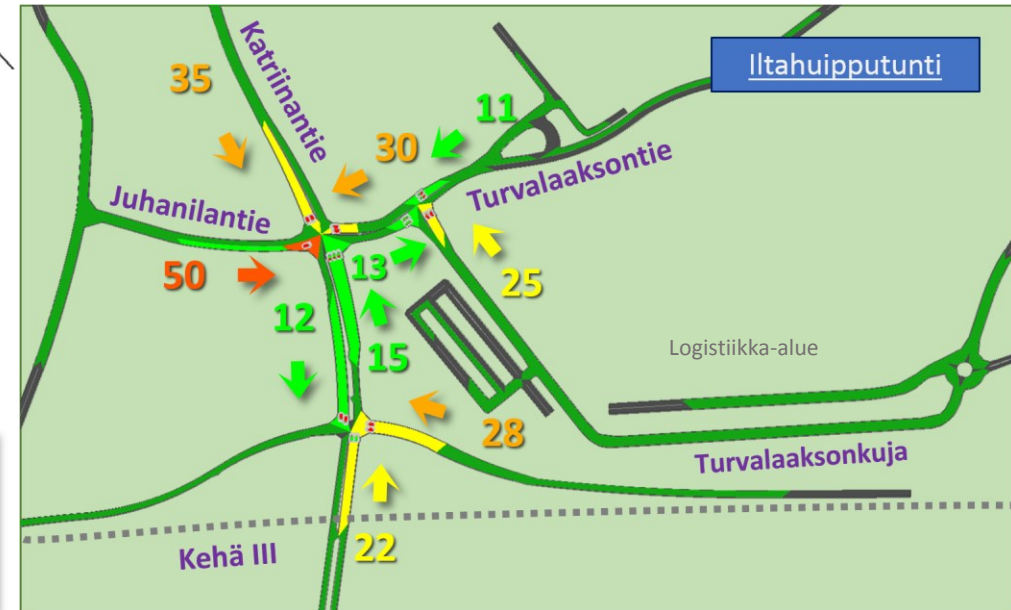 Iltahuipputunti
Katriinantie
35
11
30
Turvalaaksontie
Juhanilantie
50
13
25
12
15
Logistiikka-alue
28
Turvalaaksonkuja
Kehä III
22